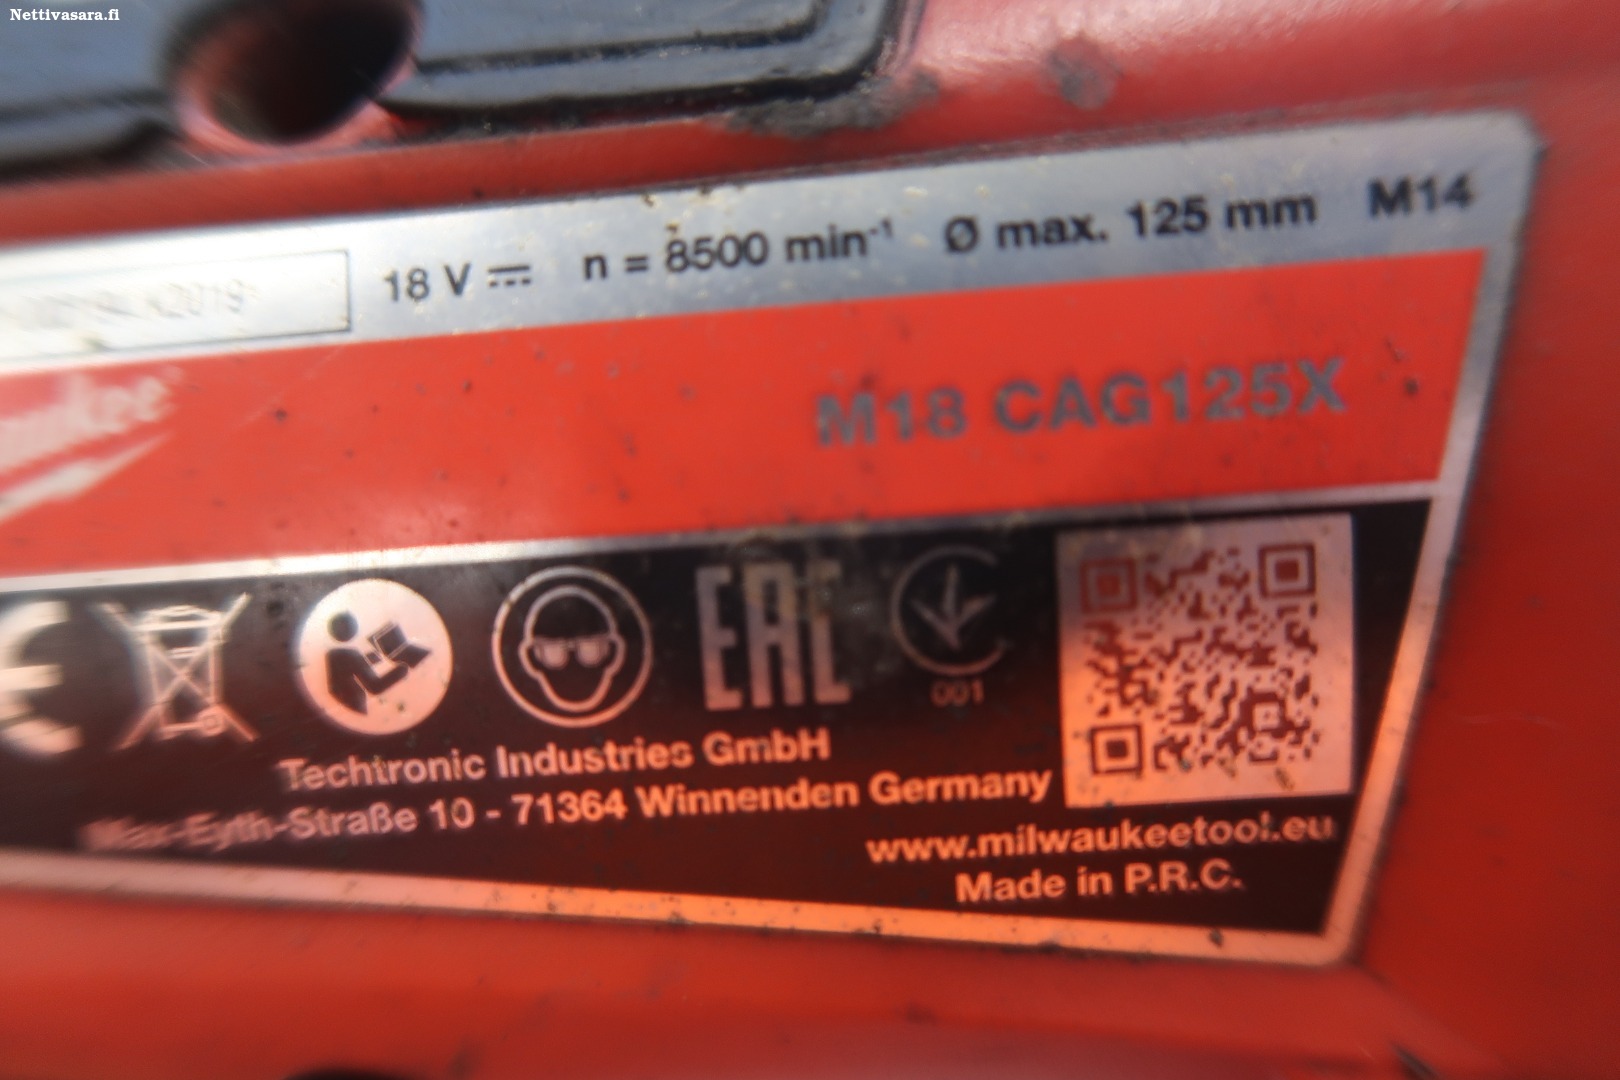 Nettivasara.fi
18 V n = 8500 min⁻¹ Ø max. 125 mm M14
M18 CAG125X
EAC
001
Techtronic Industries GmbH
Max-Eyth-Straße 10 - 71364 Winnenden Germany
www.milwaukeetool.eu
Made in P.R.C.